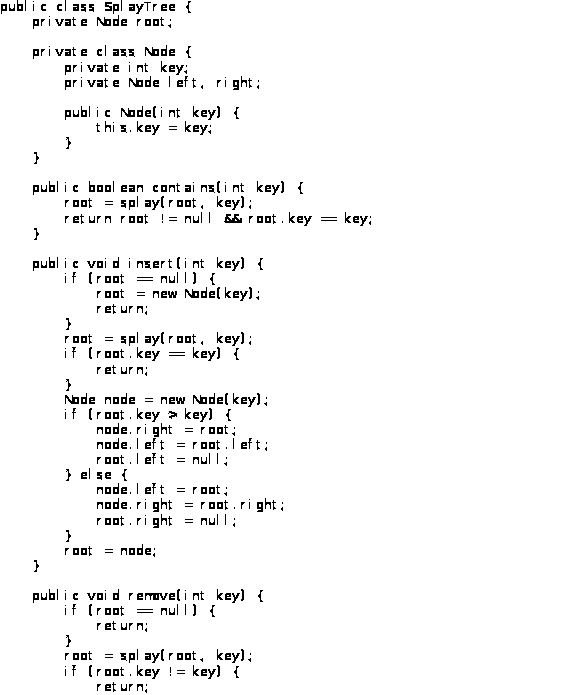 public class SplayTree {
    private Node root;

    private class Node {
        private int key;
        private Node left, right;

        public Node(int key) {
            this.key = key;
        }
    }

    public boolean contains(int key) {
        root = splay(root, key);
        return root != null && root.key == key;
    }

    public void insert(int key) {
        if (root == null) {
            root = new Node(key);
            return;
        }
        root = splay(root, key);
        if (root.key == key) {
            return;
        }
        Node node = new Node(key);
        if (root.key > key) {
            node.right = root;
            node.left = root.left;
            root.left = null;
        } else {
            node.left = root;
            node.right = root.right;
            root.right = null;
        }
        root = node;
    }

    public void remove(int key) {
        if (root == null) {
            return;
        }
        root = splay(root, key);
        if (root.key != key) {
            return;